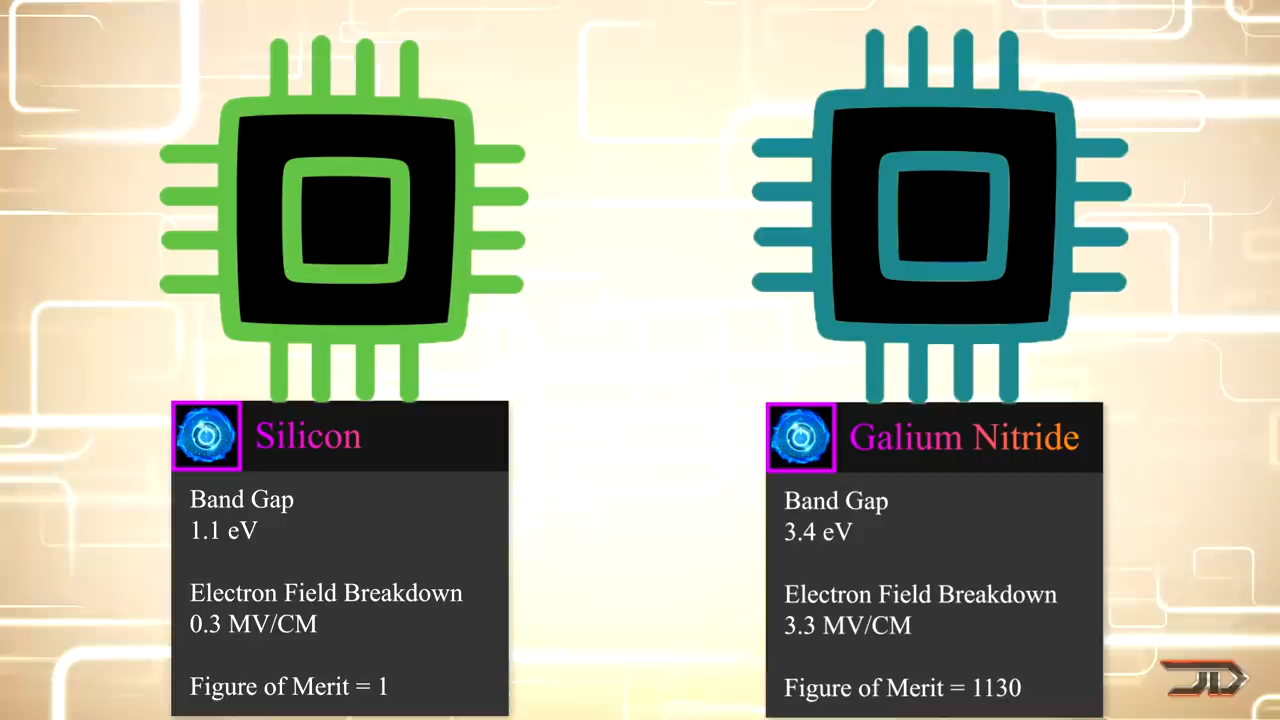 Silicon
Band Gap
1.1 eV
Electron Field Breakdown
0.3 MV/CM
Figure of Merit = 1
Galium Nitride
Band Gap
3.4 eV
Electron Field Breakdown
3.3 MV/CM
Figure of Merit = 1130